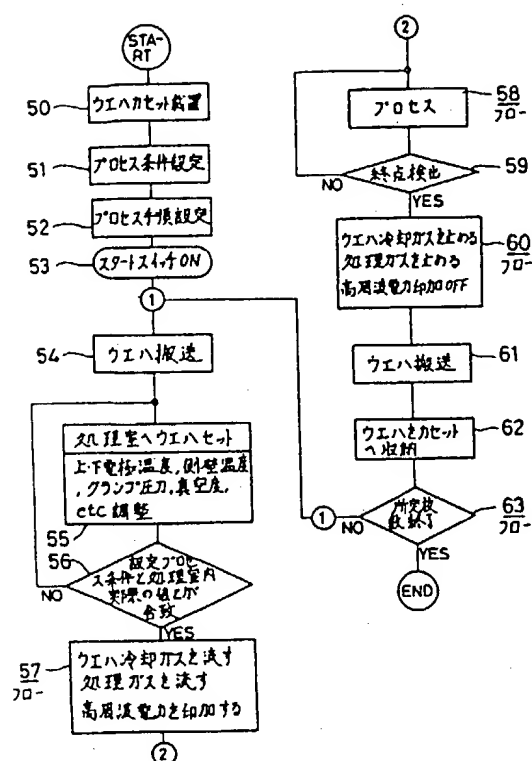 STA-
RT
50
ウエハカセット載置
51
プロセス条件設定
52
プロセス手順設定
53
スタートスイッチON
①
54
ウエハ搬送
処理室へウエハセット
上・下電極温度,側壁温度
,クランプ圧力,真空度,
etc調整
55
56
設定プロセ
ス条件と処理室内
実際の値とが
合致
NO
YES
57
フロー
ウエハ冷却ガスを流す
処理ガスを流す
高周波電力を印加する
②
②
プロセス
58
フロー
終点検出
59
NO
YES
ウエハ冷却ガスを止める
処理ガスを止める
高周波電力印加OFF
60
フロー
ウエハ搬送
61
ウエハをカセット
へ収納
62
①
NO
所定枚
数終了
63
フロー
YES
END